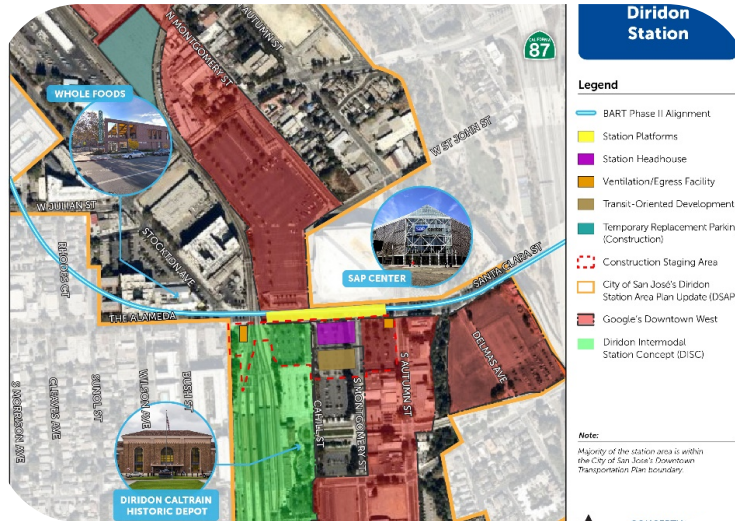 Diridon
Station
Legend
BART Phase II Alignment
Station Platforms
Station Headhouse
Ventilation/Egress Facility
Transit-Oriented Development
Temporary Replacement Parkin
(Construction)
Construction Staging Area
City of San José's Diridon
Station Area Plan Update (DSAP
Google's Downtown West
Diridon Intermodal
Station Concept (DISC)
Note:
Majority of the station area is within
the City of San Jose's Downtown
Transportation Plan boundary.
CALIFORNIA
87
N MONTGOMERY ST
N AUTUMN ST
WHOLE FOODS
W ST JOHN ST
W JULIAN ST
STOCKTON AVE
RHODES CT
SAP CENTER
SANTA CLARA ST
THE ALAMEDA
DELMAS AVE
S AUTUMN ST
S MONTGOMERY ST
CAHILL ST
BUSH ST
WILSON AVE
SUNOL ST
CLEAVES AVE
S MORRISON AVE
DIRIDON CALTRAIN
HISTORIC DEPOT